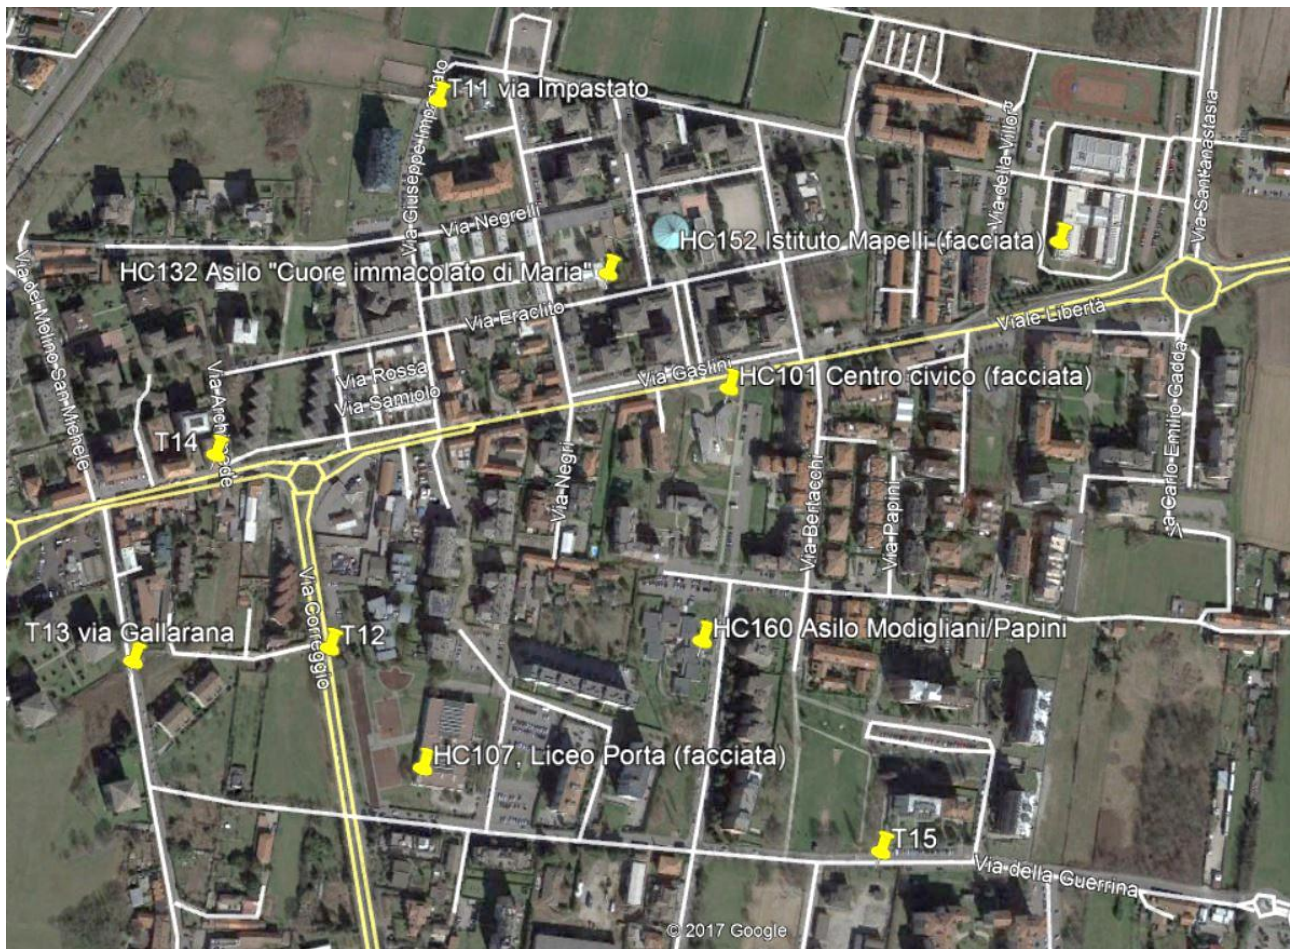 T11 via Impastato
Via Giuseppe Impastato
Via della Villora
Via Sant'anastasia
Via Negrelli
HC152 Istituto Mapelli (facciata)
HC132 Asilo "Cuore immacolato di Maria"
Via del Molino San Michele
Via Eraclito
Viale Libertà
Via Rossa
Via Gaslini
HC101 Centro civico (facciata)
Via Samiolo
T14
Via Negri
Via Bertacchi
Via Papini
Via Carlo Emilio Gadda
Via Correggio
T13 via Gallarana
T12
HC160 Asilo Modigliani/Papini
HC107, Liceo Porta (facciata)
T15
Via della Guerrina
© 2017 Google